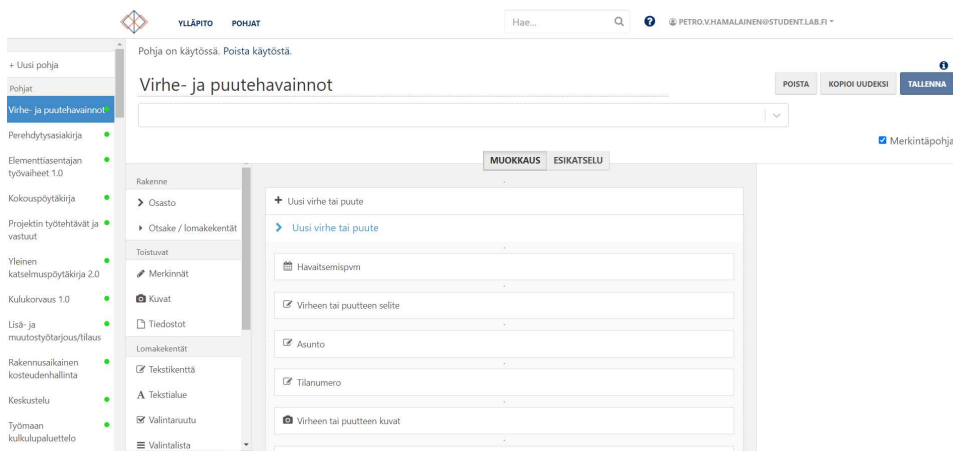 YLLÄPITO POHJAT Hae... PETRO.V.HAMALAINEN@STUDENT.LAB.FI
Pohja on käytössä. Poista käytöstä.
Virhe- ja puutehavainnot
POISTA KOPIOI UUDEKSI TALLENNA
Merkintäpohja
MUOKKAUS ESIKATSELU
+ Uusi pohja
Pohjat
Virhe- ja puutehavainnot
Perehdytysasiakirja
Elementtiasentajan
työvaiheet 1.0
Kokouspöytäkirja
Projektin työtehtävät ja
vastuut
Yleinen
katselmuspöytäkirja 2.0
Kulukorvaus 1.0
Lisä- ja
muutostyötarjous/tilaus
Rakennusaikainen
kosteudenhallinta
Keskustelu
Työmaan
kulkulupaluettelo
Rakenne
Osasto
Otsake / lomakekentät
Toistuvat
Merkinnät
Kuvat
Tiedostot
Lomakekentät
Tekstikenttä
Tekstialue
Valintaruutu
Valintalista
+ Uusi virhe tai puute
Uusi virhe tai puute
Havaitsemispvm
Virheen tai puutteen selite
Asunto
Tilanumero
Virheen tai puutteen kuvat